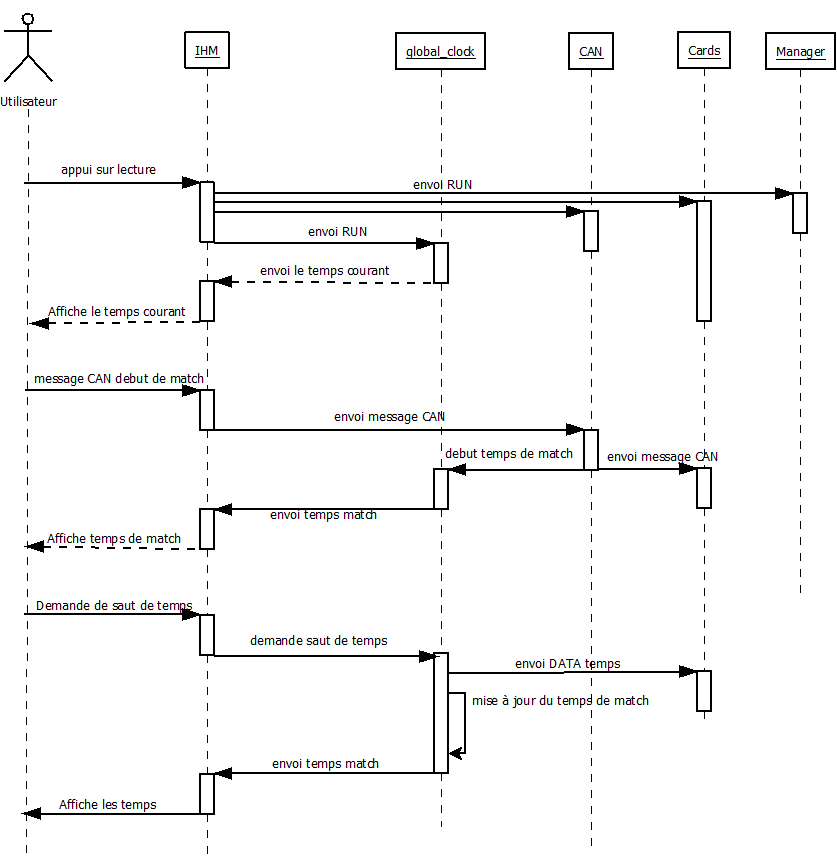 IHM
global_clock
CAN
Cards
Manager
Utilisateur
appui sur lecture
envoi RUN
envoi RUN
envoi le temps courant
Affiche le temps courant
message CAN debut de match
envoi message CAN
debut temps de match
envoi message CAN
envoi temps match
Affiche temps de match
Demande de saut de temps
demande saut de temps
envoi DATA temps
mise à jour du temps de match
envoi temps match
Affiche les temps